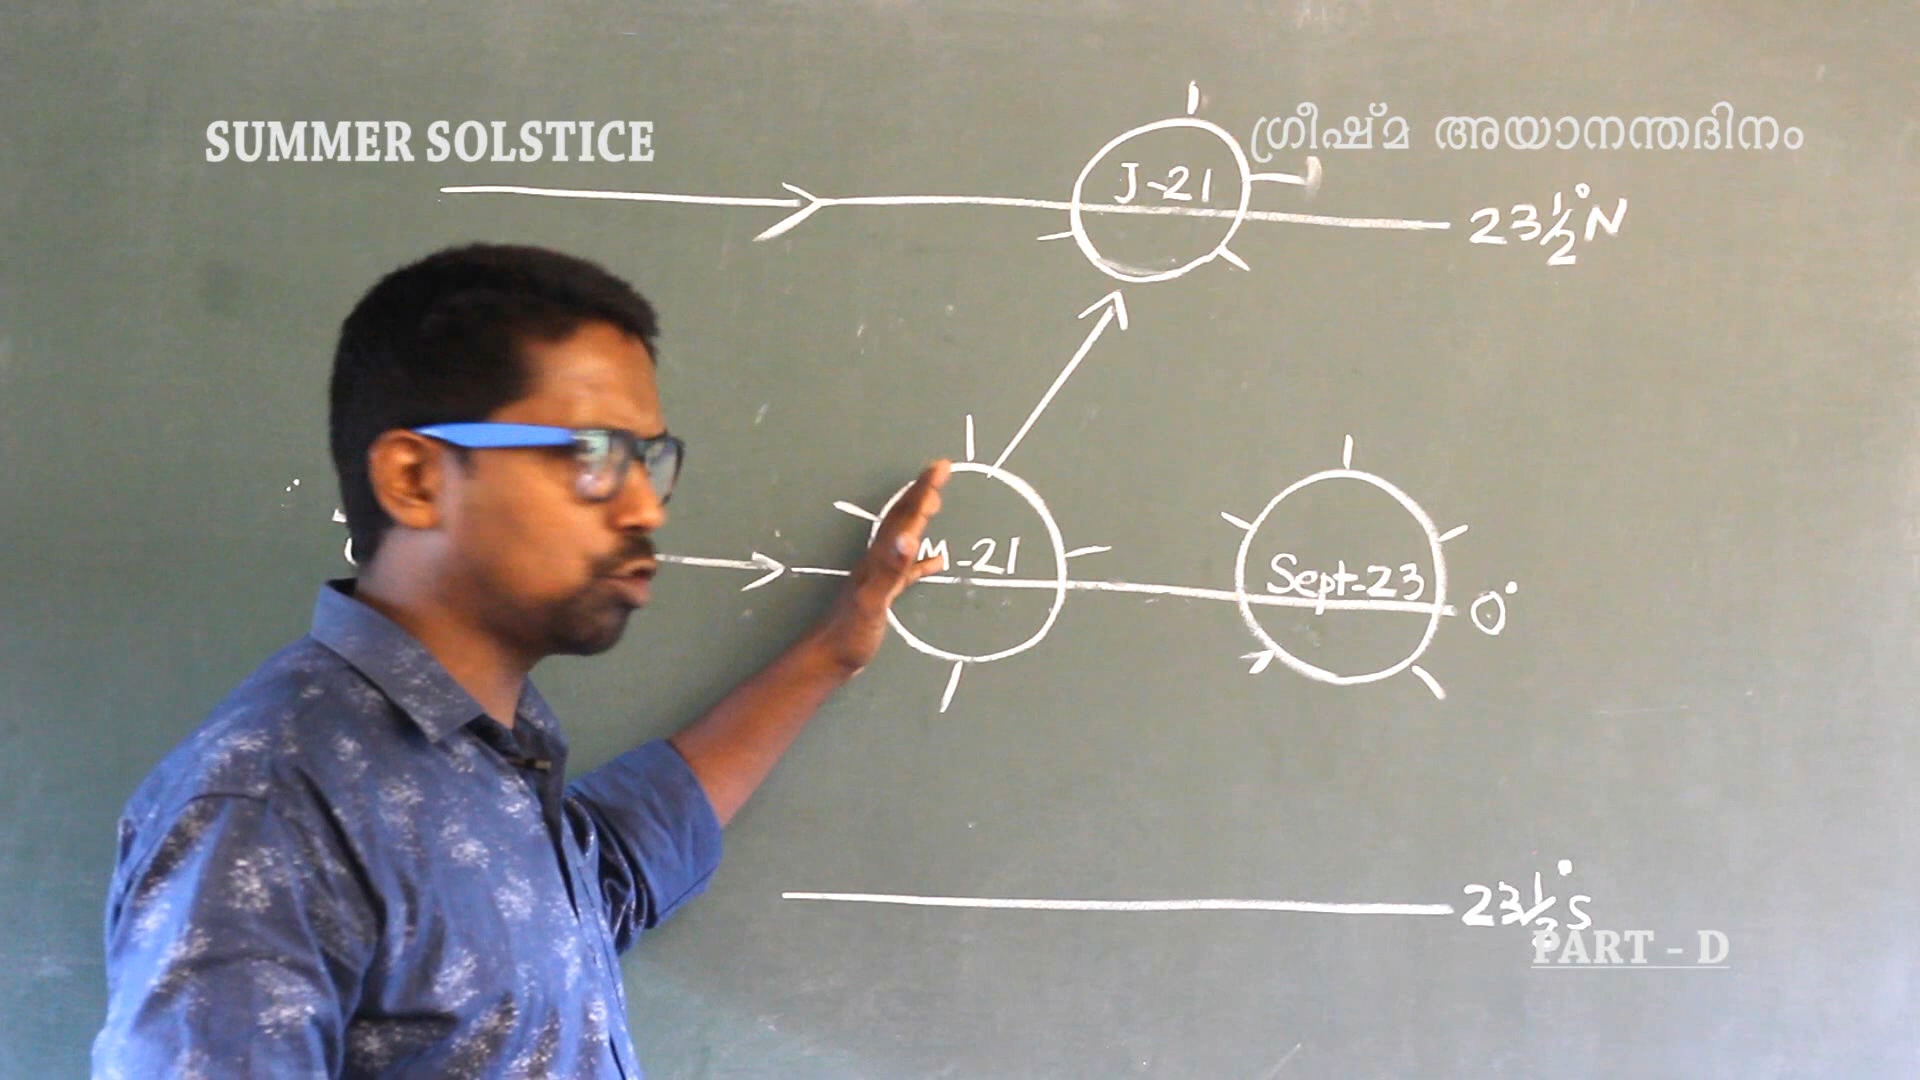 SUMMER SOLSTICE
ഗ്രീഷ്മ അയാനന്തദിനം
J-21
23½°N
M-21
Sept-23
0°
23½°S
PART - D